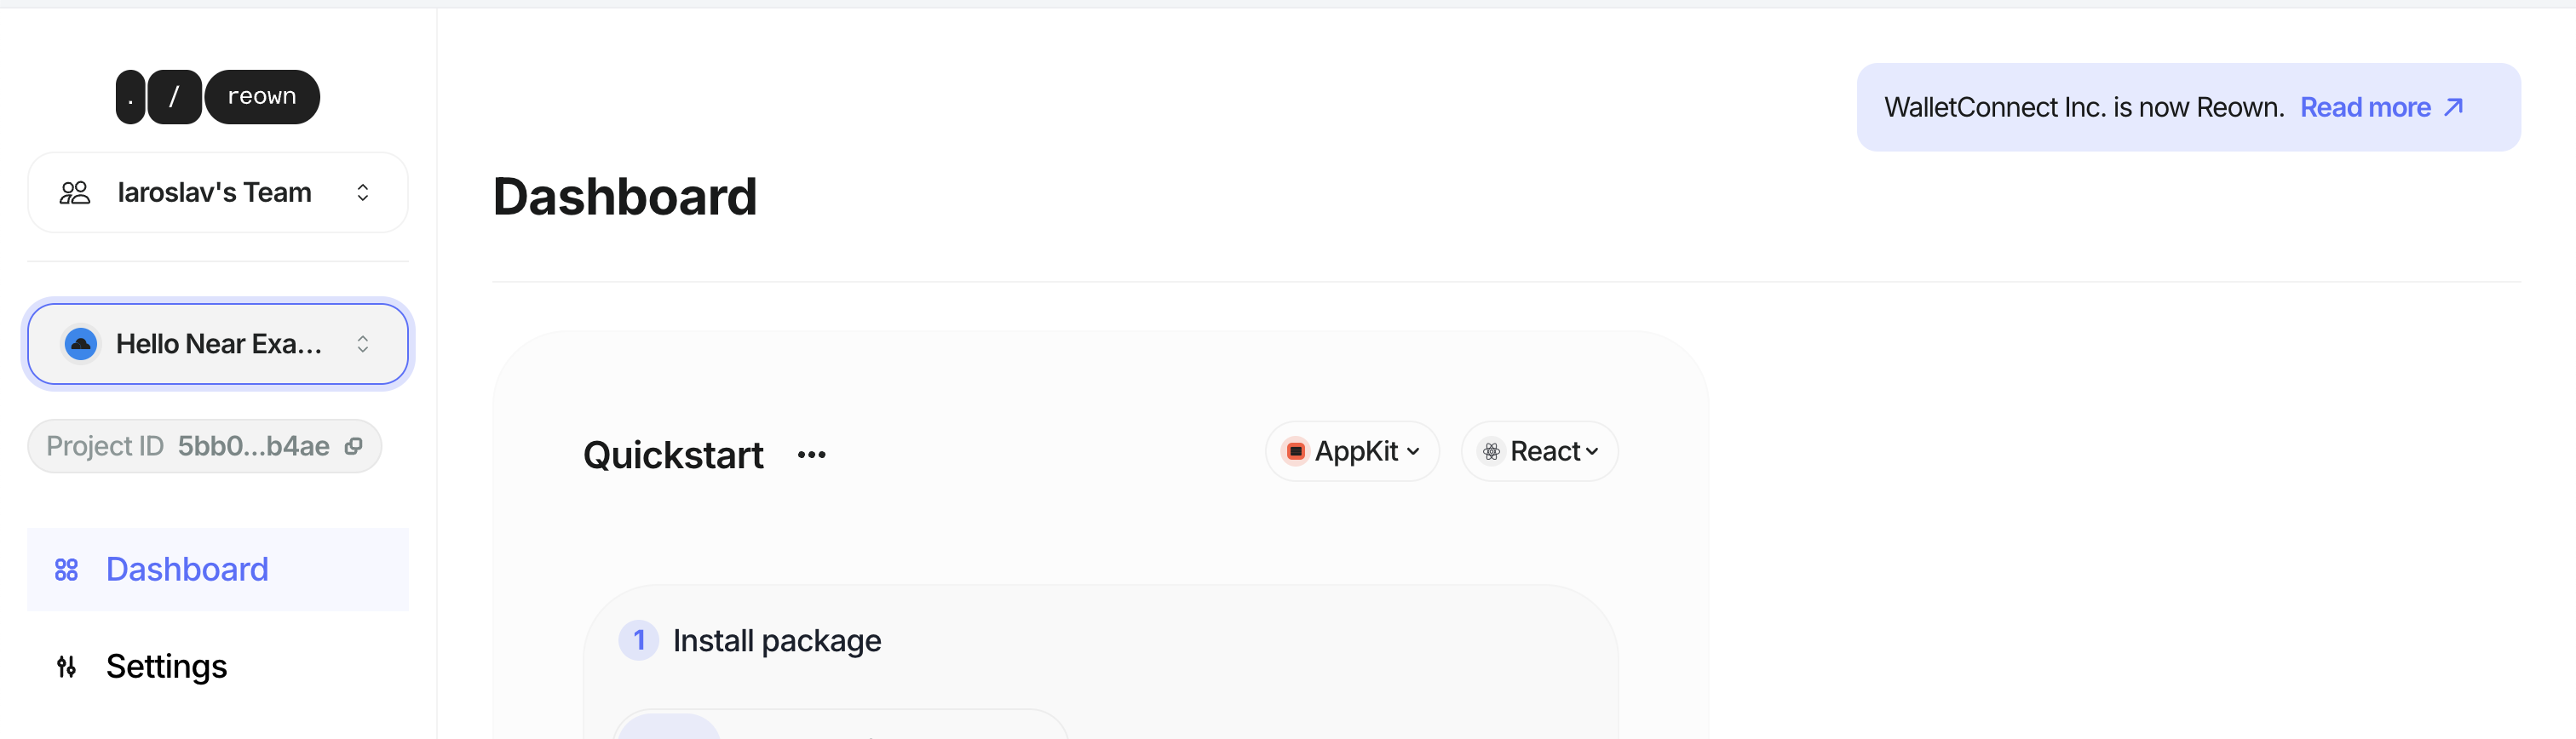 . / reown
Iaroslav's Team
Hello Near Exa...
Project ID 5bb0...b4ae
Dashboard
Settings
WalletConnect Inc. is now Reown. Read more
Dashboard
Quickstart ...
AppKit
React
1 Install package